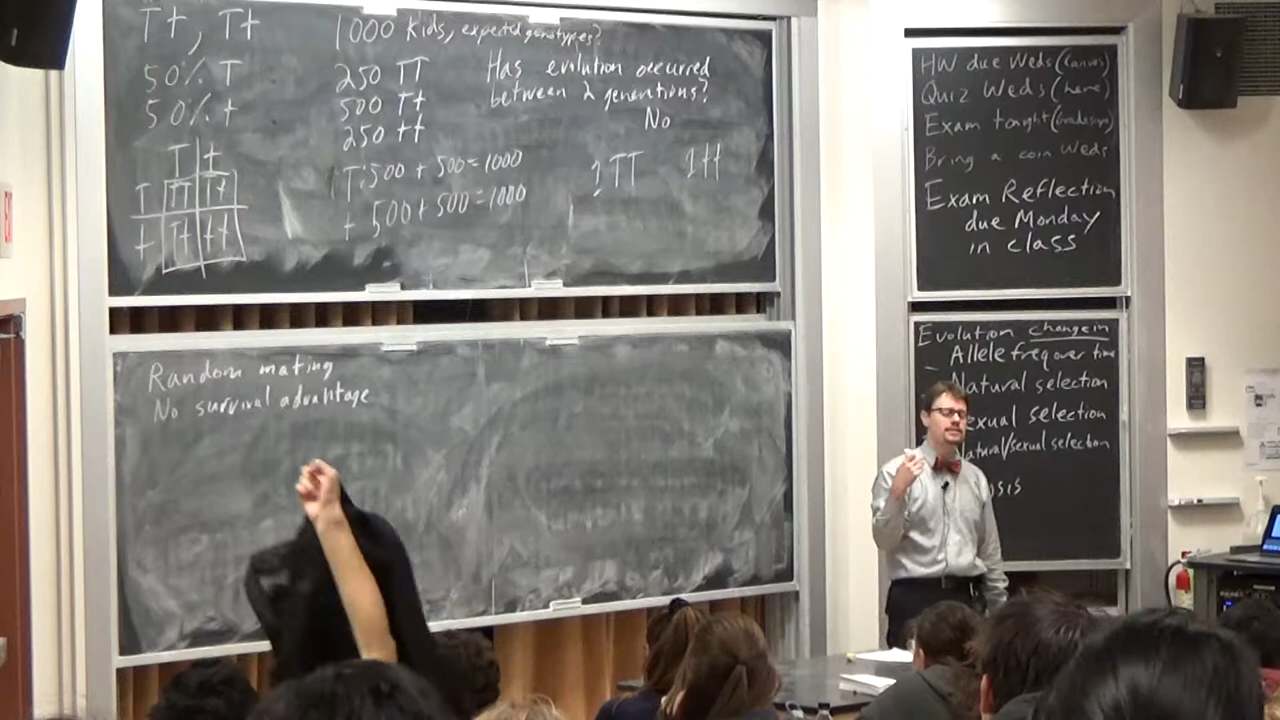 Tt, Tt
50% T
50% t
T t
T TT Tt
t Tt tt
1000 kids, expected genotypes?
250 TT
500 Tt
250 tt
T: 500 + 500 = 1000
t 500 + 500 = 1000
Has evolution occurred
between 2 generations?
No
1 TT 1 tt
Random mating
No survival advantage
HW due Weds (Canvas)
Quiz Weds (here)
Exam
Bring a coin Weds
Exam Reflection
due Monday
in class
Evolution change in
Allele freq over time
- Natural selection
exual selection
Natural/sexual selection